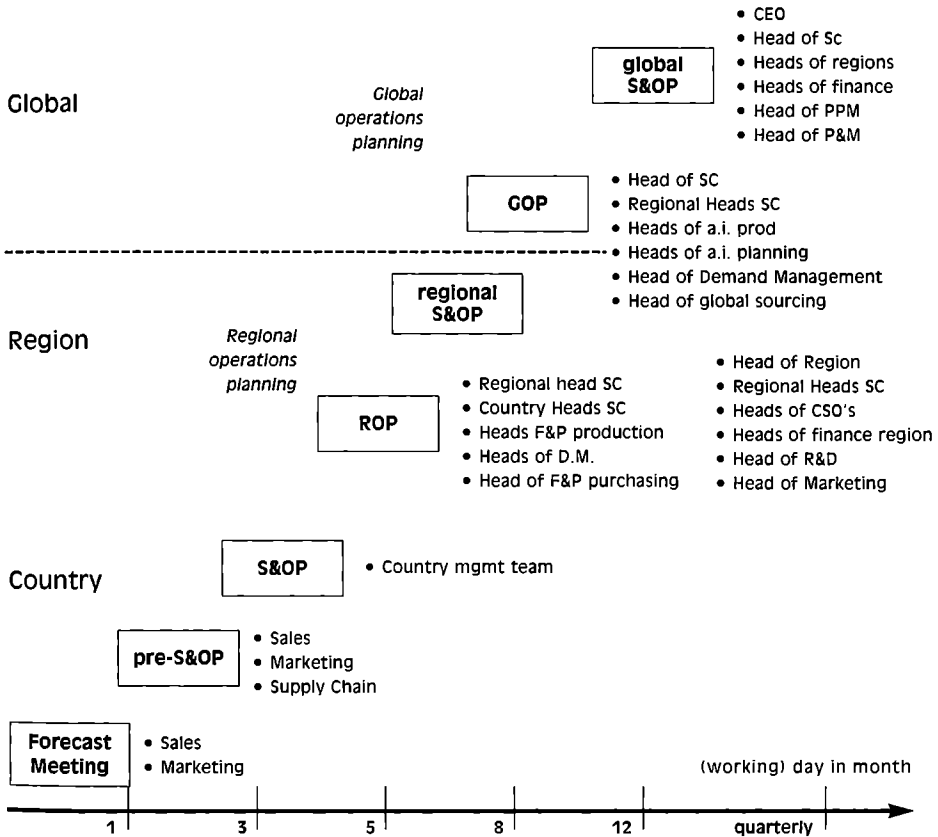 • CEO
• Head of Sc
• Heads of regions
• Heads of finance
• Head of PPM
• Head of P&M
global
S&OP
Global
Global
operations
planning
GOP
• Head of SC
• Regional Heads SC
• Heads of a.i. prod
• Heads of a.i. planning
• Head of Demand Management
• Head of global sourcing
regional
S&OP
Region
Regional
operations
planning
ROP
• Regional head SC
• Country Heads SC
• Heads F&P production
• Heads of D.M.
• Head of F&P purchasing
• Head of Region
• Regional Heads SC
• Heads of CSO's
• Heads of finance region
• Head of R&D
• Head of Marketing
Country
S&OP
• Country mgmt team
pre-S&OP
• Sales
• Marketing
• Supply Chain
Forecast
Meeting
• Sales
• Marketing
(working) day in month
1 3 5 8 12 quarterly